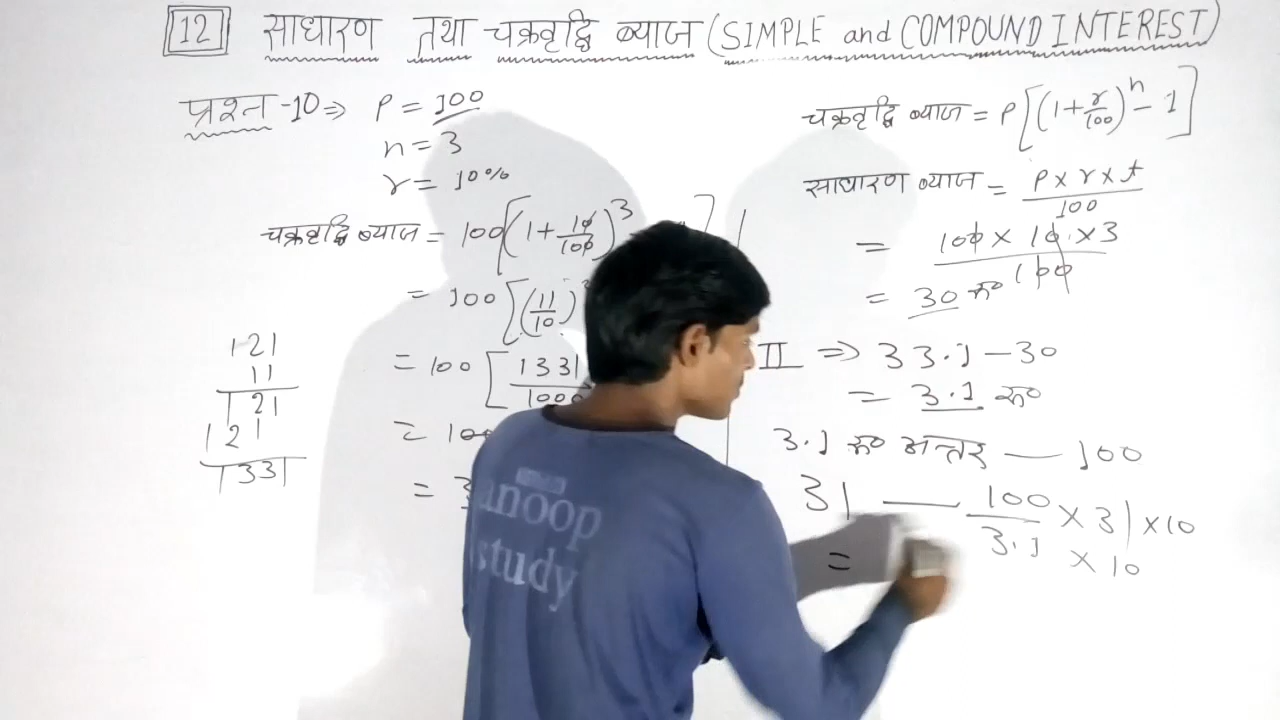 12 साधारण तथा चक्रवृद्धि ब्याज (SIMPLE and COMPOUND INTEREST)
प्रश्न -10 ⇒ P = 100
n = 3
r = 10%
चक्रवृद्धि ब्याज = 100[(1+10/100)^3
= 100[(11/10)
= 100[1331/1000
= 100
= 3
121
11
121
121
1331
चक्रवृद्धि ब्याज = P[(1+r/100)^n - 1]
साधारण ब्याज = P×r×t/100
= 100×10×3/100
= 30 रु०
II ⇒ 33.1 – 30
= 3.1 रु०
3.1 रु० अन्तर — 100
31 — 100/3.1 × 31 × 10
× 10
=
anoop
study